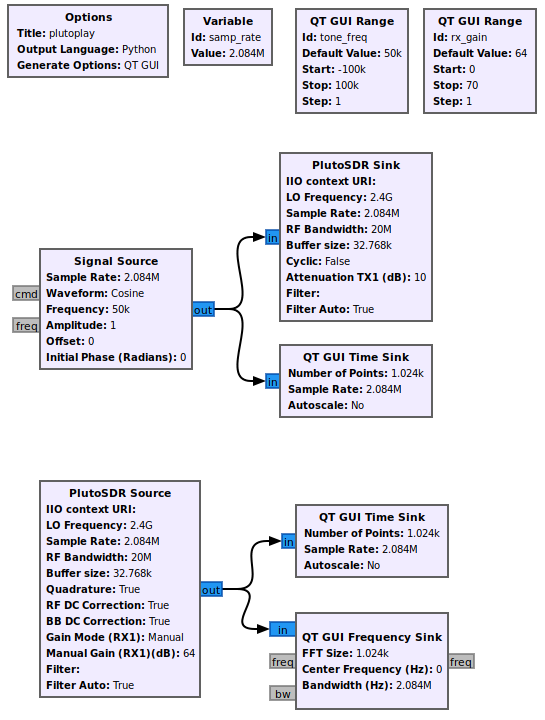 Options
Title: plutoplay
Output Language: Python
Generate Options: QT GUI
Variable
Id: samp_rate
Value: 2.084M
QT GUI Range
Id: tone_freq
Default Value: 50k
Start: -100k
Stop: 100k
Step: 1
QT GUI Range
Id: rx_gain
Default Value: 64
Start: 0
Stop: 70
Step: 1
PlutoSDR Sink
IIO context URI:
LO Frequency: 2.4G
Sample Rate: 2.084M
RF Bandwidth: 20M
Buffer size: 32.768k
Cyclic: False
Attenuation TX1 (dB): 10
Filter:
Filter Auto: True
in
Signal Source
Sample Rate: 2.084M
Waveform: Cosine
Frequency: 50k
Amplitude: 1
Offset: 0
Initial Phase (Radians): 0
cmd
freq
out
QT GUI Time Sink
Number of Points: 1.024k
Sample Rate: 2.084M
Autoscale: No
in
PlutoSDR Source
IIO context URI:
LO Frequency: 2.4G
Sample Rate: 2.084M
RF Bandwidth: 20M
Buffer size: 32.768k
Quadrature: True
RF DC Correction: True
BB DC Correction: True
Gain Mode (RX1): Manual
Manual Gain (RX1)(dB): 64
Filter:
Filter Auto: True
out
QT GUI Time Sink
Number of Points: 1.024k
Sample Rate: 2.084M
Autoscale: No
in
QT GUI Frequency Sink
FFT Size: 1.024k
Center Frequency (Hz): 0
Bandwidth (Hz): 2.084M
in
freq
bw
freq